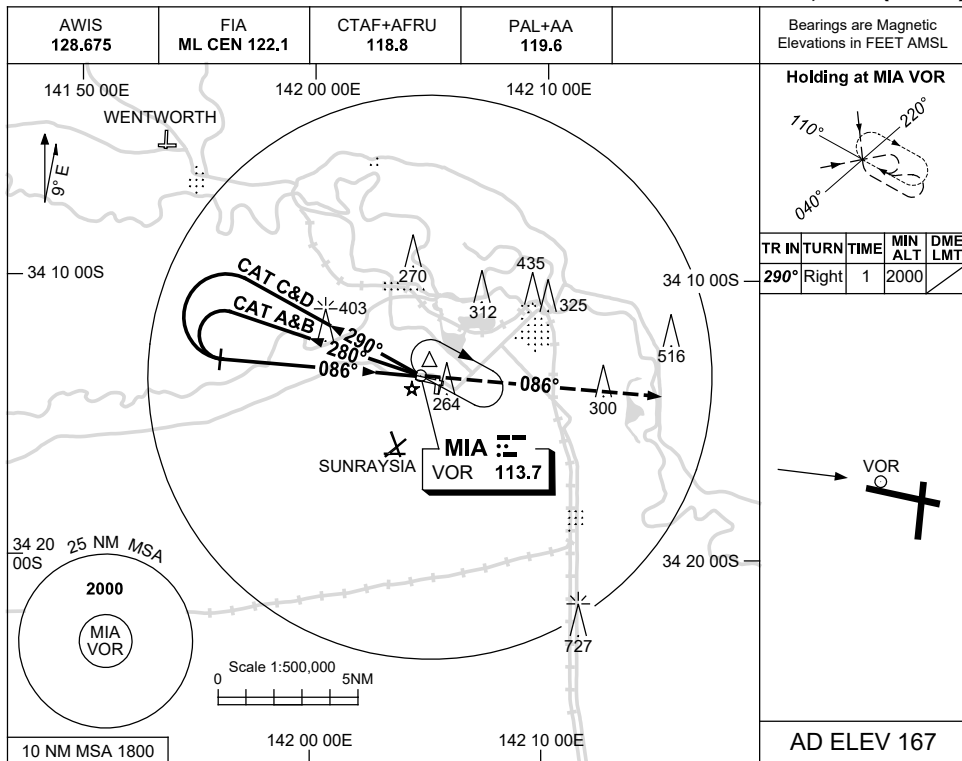 AWIS
128.675
FIA
ML CEN 122.1
CTAF+AFRU
118.8
PAL+AA
119.6
Bearings are Magnetic
Elevations in FEET AMSL
141 50 00E
142 00 00E
142 10 00E
WENTWORTH
9° E
34 10 00S
34 10 00S
CAT C&D
CAT A&B
290°
280°
086°
086°
403
270
312
435
325
516
264
300
SUNRAYSIA
MIA
VOR 113.7
34 20
00S
34 20 00S
25 NM MSA
2000
MIA
VOR
727
Scale 1:500,000
0 5NM
10 NM MSA 1800
142 00 00E
142 10 00E
Holding at MIA VOR
110°
220°
040°
TR IN TURN TIME MIN ALT DME LMT
290° Right 1 2000
VOR
AD ELEV 167